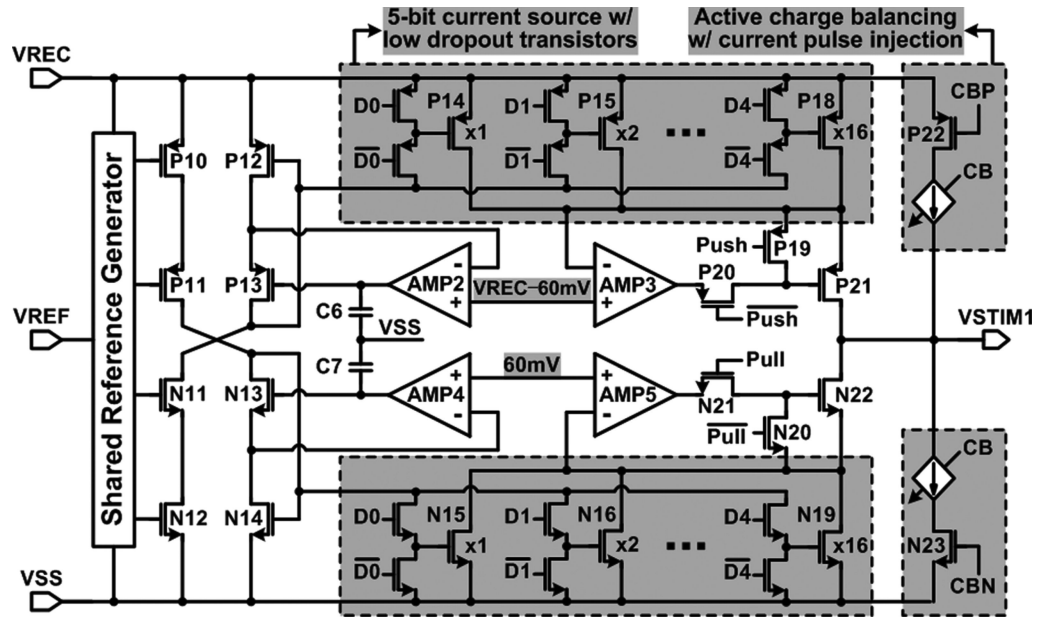 5-bit current source w/
low dropout transistors
Active charge balancing
w/ current pulse injection
VREC
D0
P14
D1
P15
D4
P18
CBP
P10
P12
x1
x2
x16
P22
D0
D1
D4
CB
Shared Reference Generator
Push
P19
P11
P13
AMP2
-
+
VREC−60mV
-
+
AMP3
P20
P21
C6
Push
VREF
VSS
VSTIM1
C7
60mV
Pull
N11
N13
AMP4
+
-
+
-
AMP5
N21
N22
Pull
N20
CB
N12
N14
D0
N15
D1
N16
D4
N19
x1
x2
x16
N23
D0
D1
D4
VSS
CBN